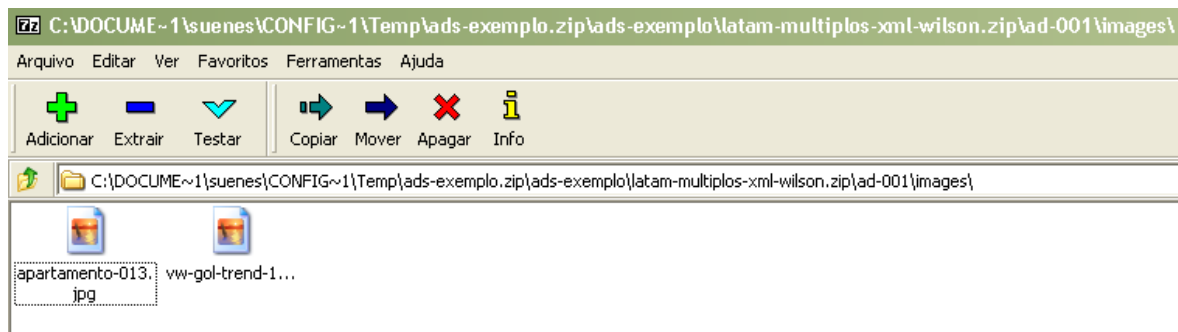 7z C:\DOCUME~1\suenes\CONFIG~1\Temp\ads-exemplo.zip\ads-exemplo\latam-multiplos-xml-wilson.zip\ad-001\images\
Arquivo Editar Ver Favoritos Ferramentas Ajuda
Adicionar Extrair Testar Copiar Mover Apagar Info
C:\DOCUME~1\suenes\CONFIG~1\Temp\ads-exemplo.zip\ads-exemplo\latam-multiplos-xml-wilson.zip\ad-001\images\
apartamento-013. vw-gol-trend-1...
jpg